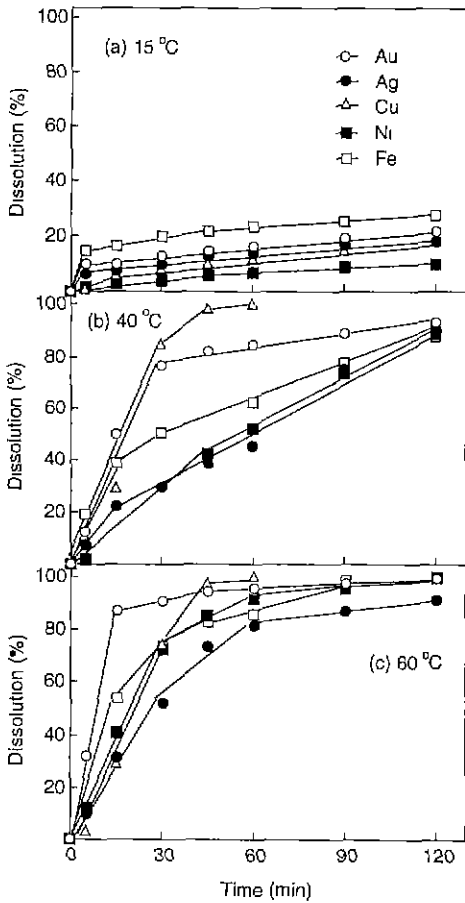 (a) 15 °C
Au
Ag
Cu
Ni
Fe
Dissolution (%)
100
80
60
40
20
(b) 40 °C
Dissolution (%)
80
60
40
20
(c) 60 °C
Dissolution (%)
100
80
60
40
20
0
0 30 60 90 120
Time (min)